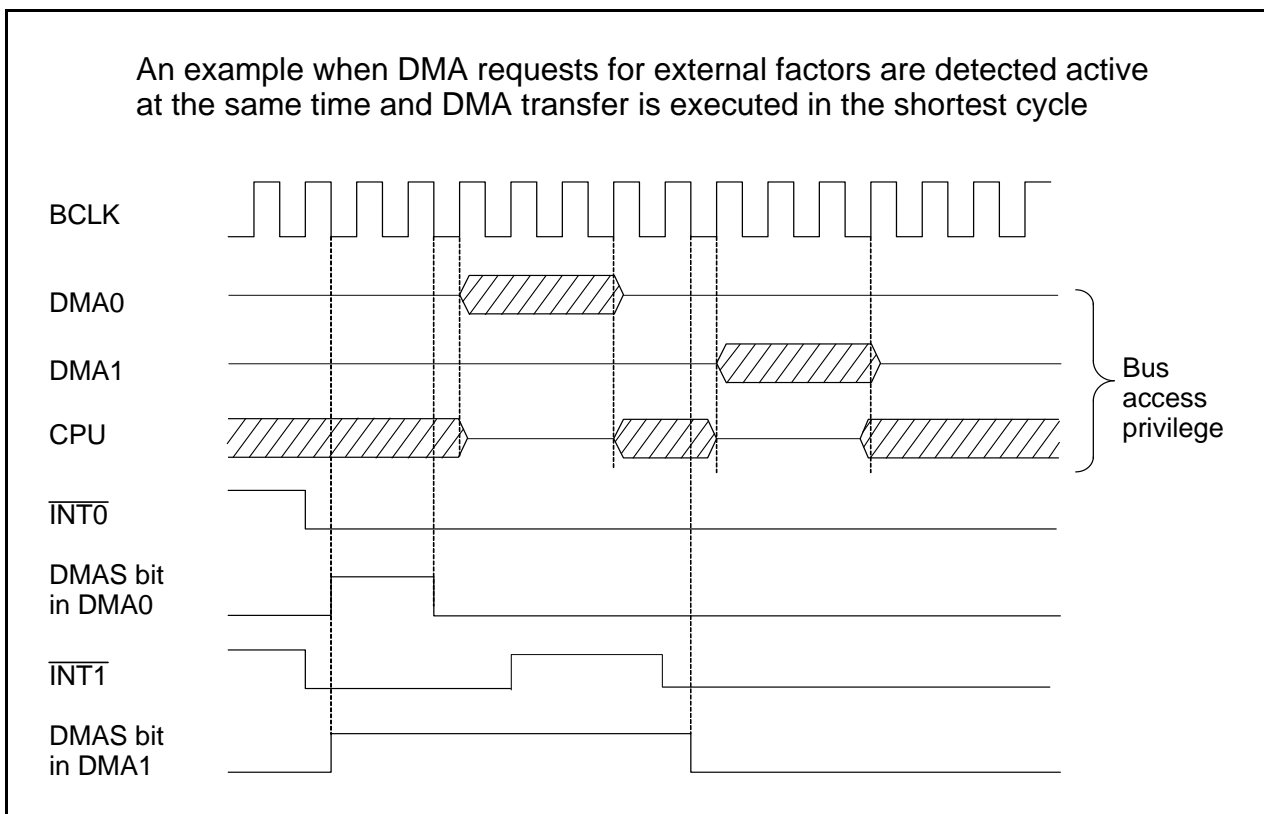 An example when DMA requests for external factors are detected active
at the same time and DMA transfer is executed in the shortest cycle
BCLK
DMA0
DMA1
CPU
Bus
access
privilege
INT0
DMAS bit
in DMA0
INT1
DMAS bit
in DMA1